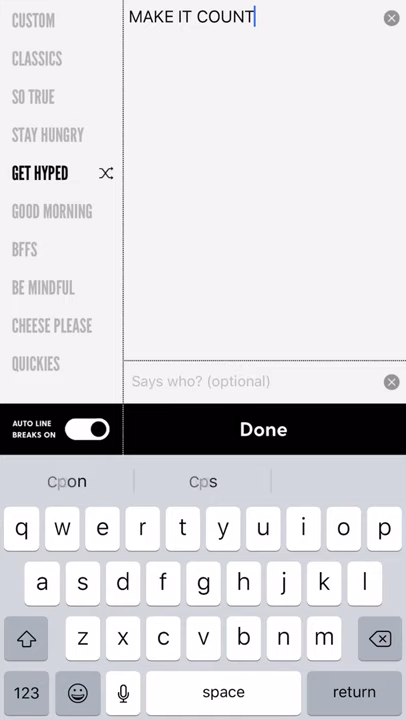 CUSTOM
MAKE IT COUNT
CLASSICS
SO TRUE
STAY HUNGRY
GET HYPED
GOOD MORNING
BFFS
BE MINDFUL
CHEESE PLEASE
QUICKIES
Says who? (optional)
AUTO LINE
BREAKS ON
Done
Cpon Cps
q w e r t y u i o p
a s d f g h j k l
z x c v b n m
123 space return